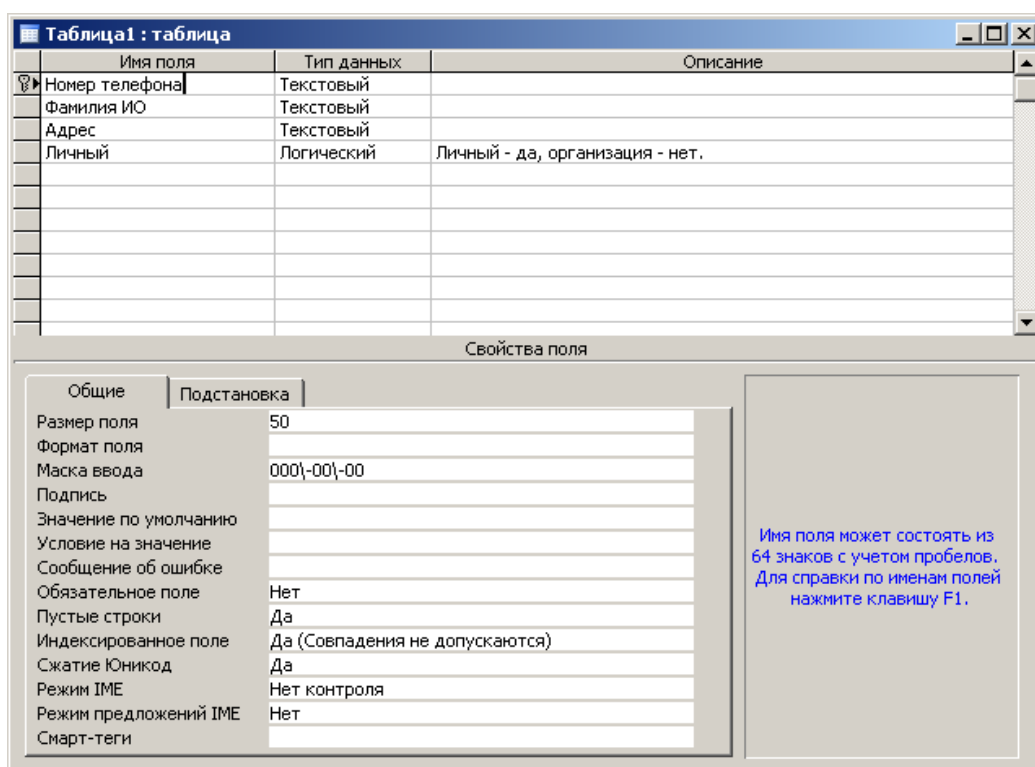 Таблица1 : таблица
Имя поля Тип данных Описание
Номер телефона Текстовый
Фамилия ИО Текстовый
Адрес Текстовый
Личный Логический Личный - да, организация - нет.
Свойства поля
Общие Подстановка
Размер поля 50
Формат поля
Маска ввода 000\-00\-00
Подпись
Значение по умолчанию
Условие на значение
Сообщение об ошибке
Обязательное поле Нет
Пустые строки Да
Индексированное поле Да (Совпадения не допускаются)
Сжатие Юникод Да
Режим IME Нет контроля
Режим предложений IME Нет
Смарт-теги
Имя поля может состоять из
64 знаков с учетом пробелов.
Для справки по именам полей
нажмите клавишу F1.